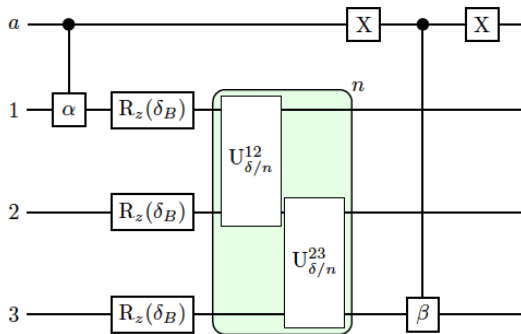 a X X
n
1 α R_z(δ_B)
U^{12}_{δ/n}
2 R_z(δ_B)
U^{23}_{δ/n}
3 R_z(δ_B) β